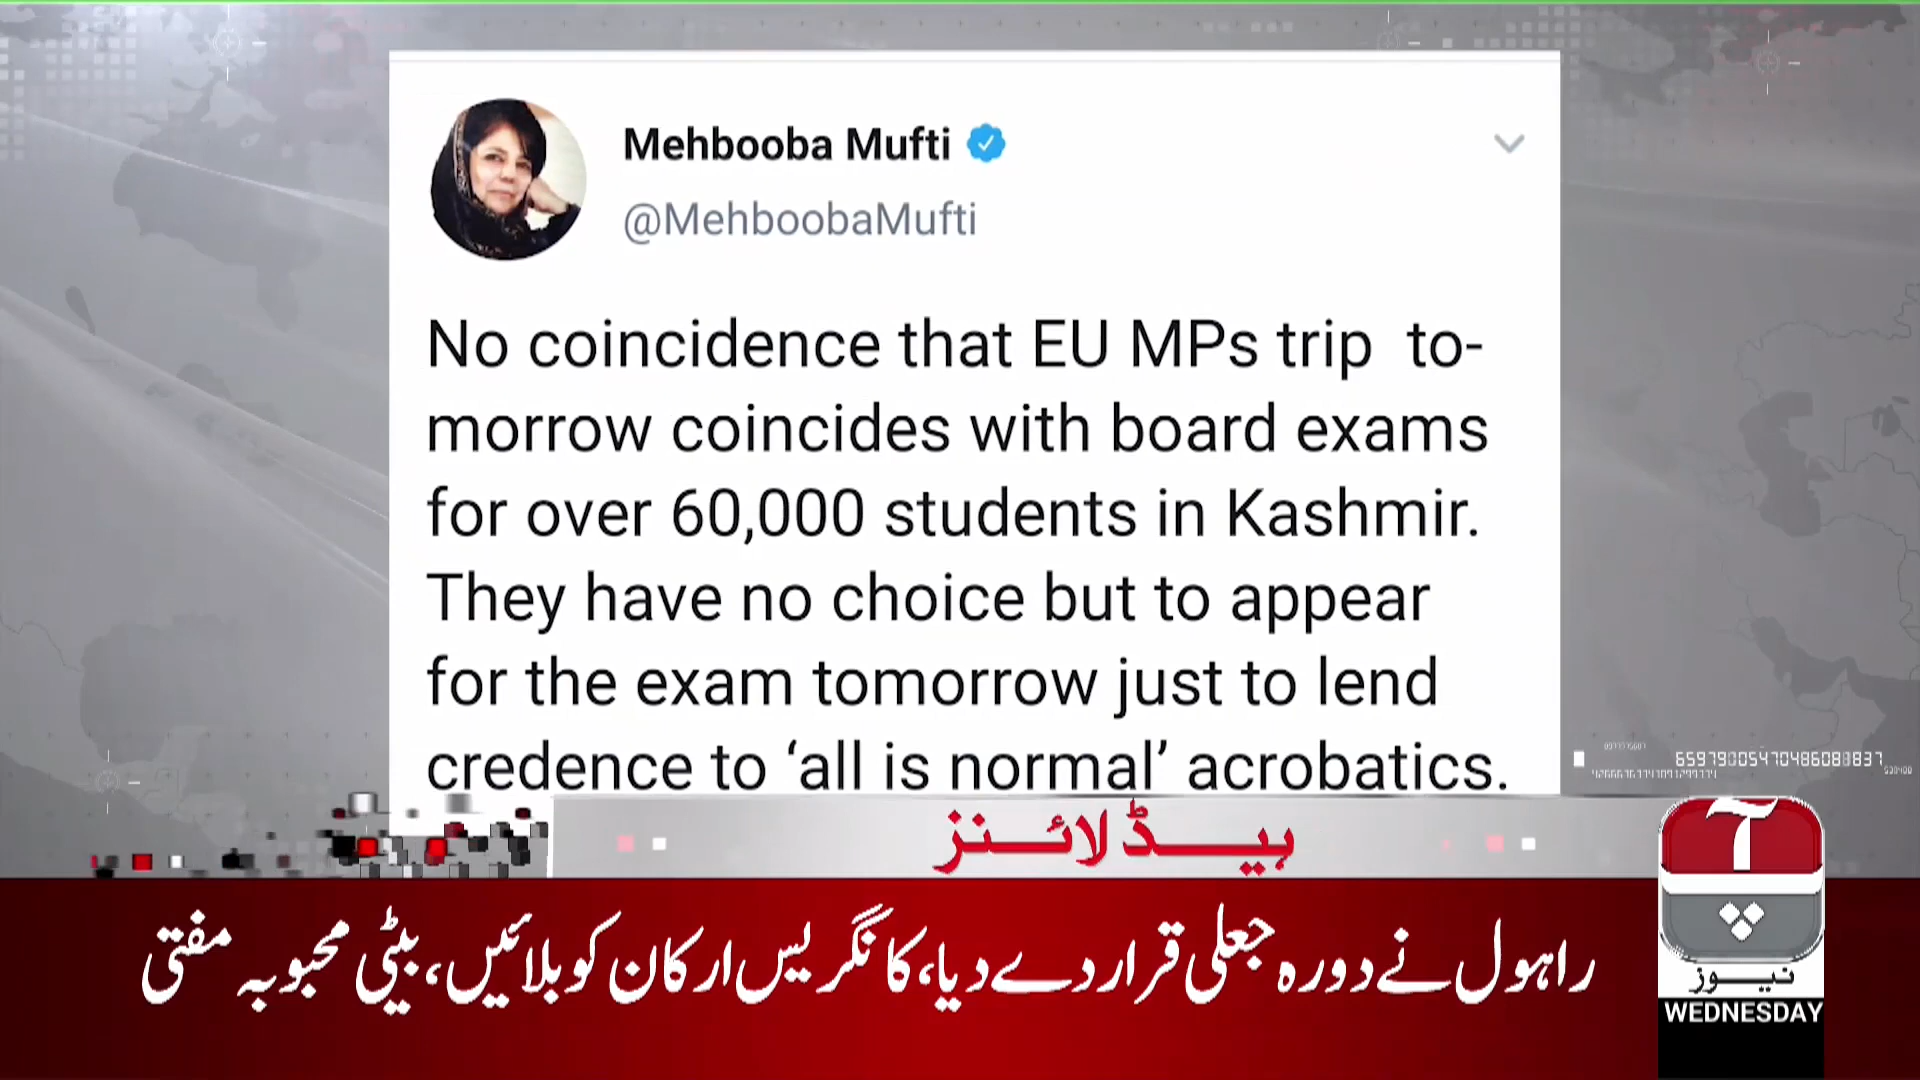 Mehbooba Mufti
@MehboobaMufti
No coincidence that EU MPs trip to-
morrow coincides with board exams
for over 60,000 students in Kashmir.
They have no choice but to appear
for the exam tomorrow just to lend
credence to ‘all is normal’ acrobatics.
65979005470486080837
ہیڈ لائنز
راہول نے دورہ جعلی قرار دے دیا، کانگریس ارکان کو بلائیں، بیٹی محبوبہ مفتی
آپ
نیوز
WEDNESDAY